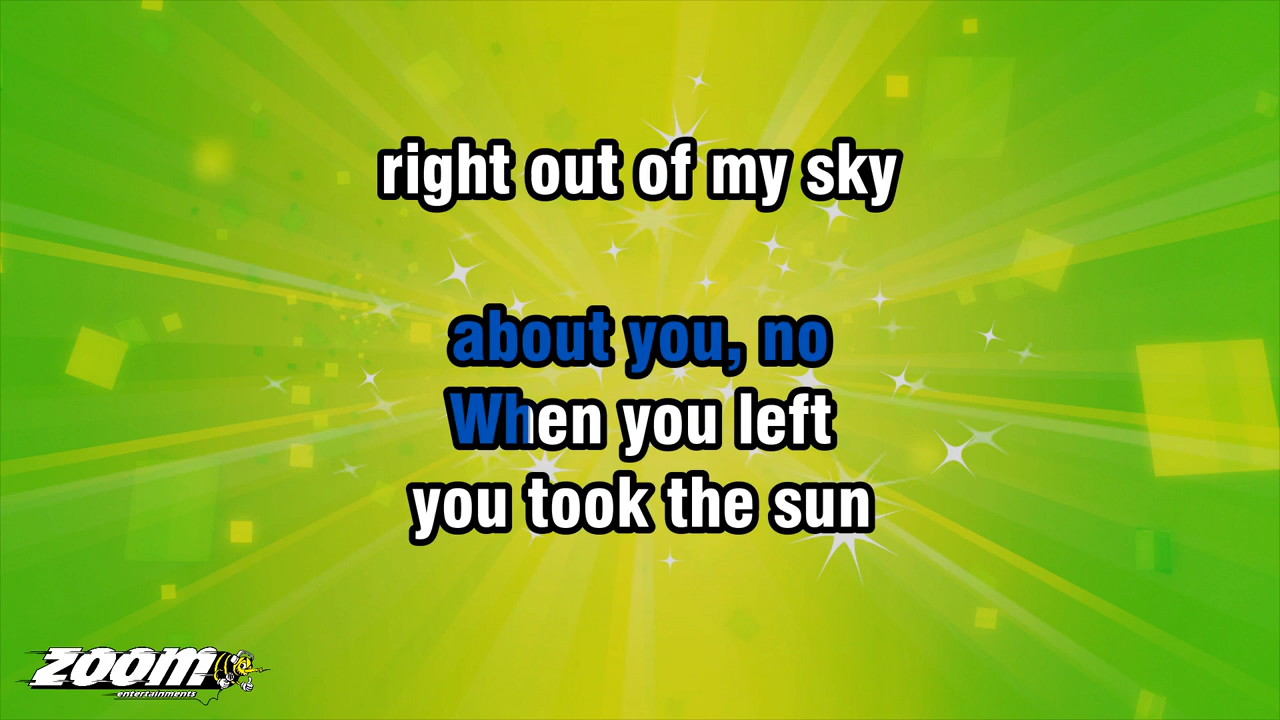 right out of my sky
about you, no
When you left
you took the sun
zoom
entertainments